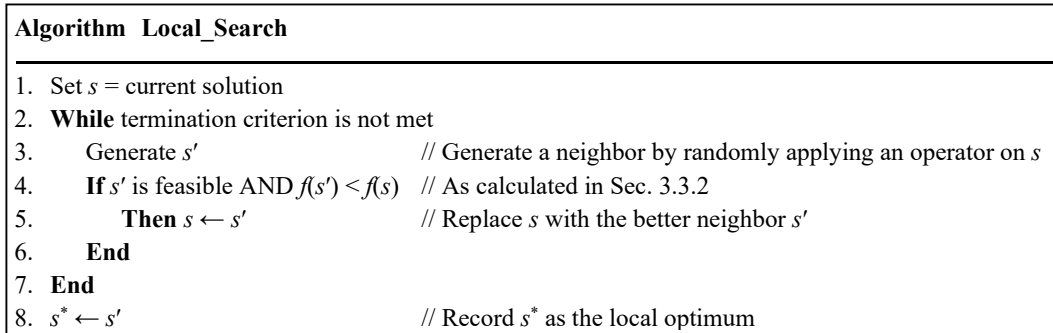 Algorithm Local_Search
1. Set s = current solution
2. While termination criterion is not met
3. Generate s′ // Generate a neighbor by randomly applying an operator on s
4. If s′ is feasible AND f(s′) < f(s) // As calculated in Sec. 3.3.2
5. Then s ← s′ // Replace s with the better neighbor s′
6. End
7. End
8. s* ← s′ // Record s* as the local optimum